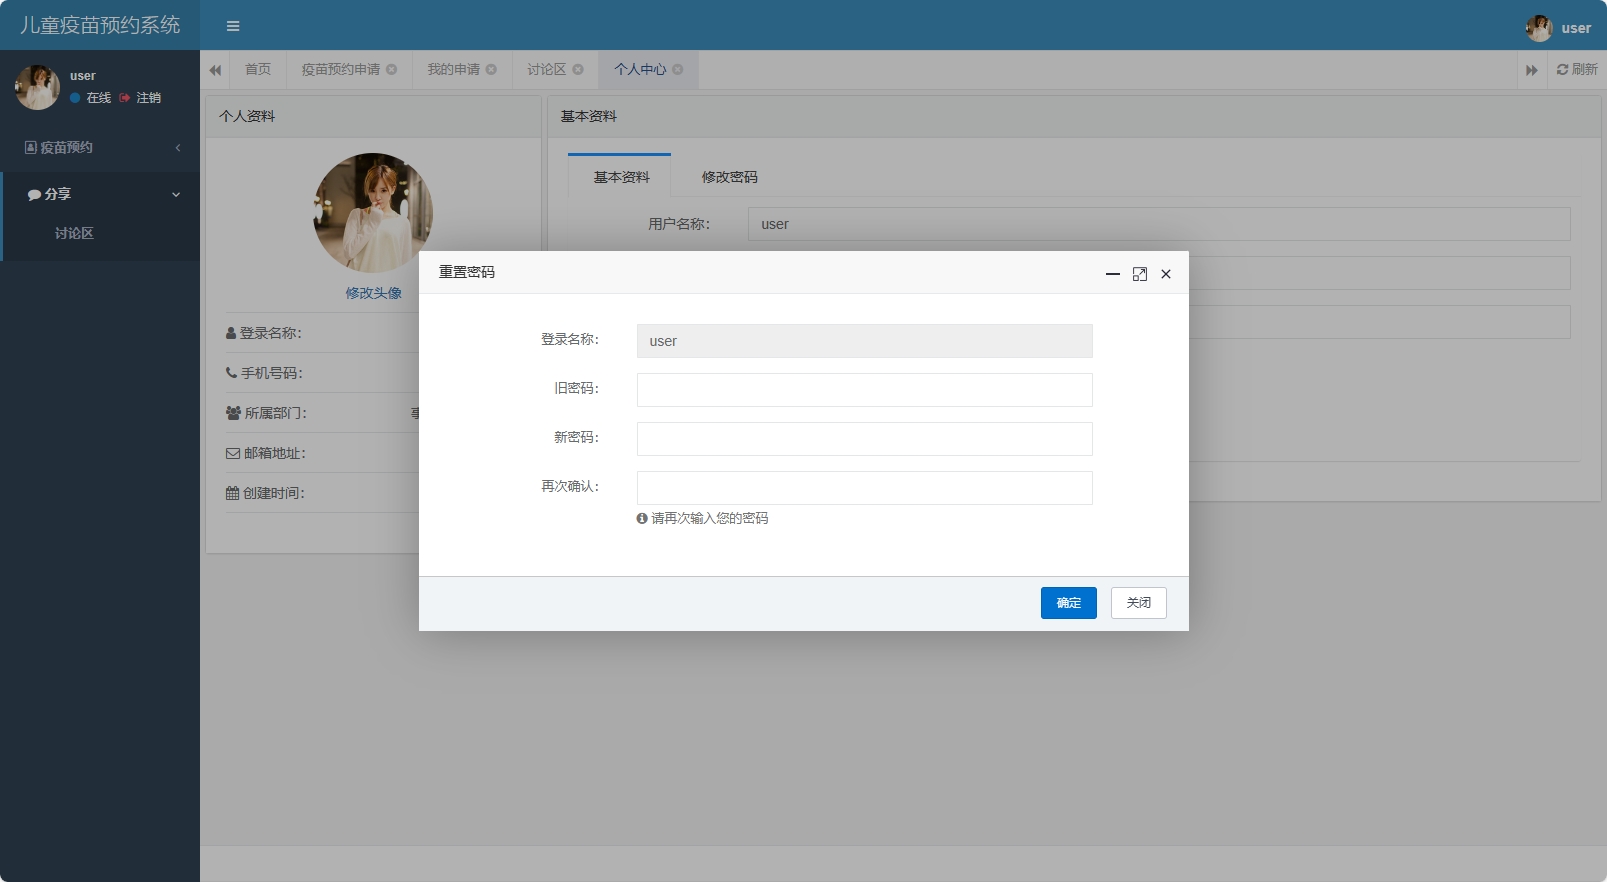 儿童疫苗预约系统
user
user
在线 注销
疫苗预约
分享
讨论区
首页 疫苗预约申请 我的申请 讨论区 个人中心 刷新
个人资料
修改头像
登录名称：
手机号码：
所属部门：
邮箱地址：
创建时间：
基本资料
基本资料 修改密码
用户名称： user
重置密码
登录名称： user
旧密码：
新密码：
再次确认：
请再次输入您的密码
确定 关闭